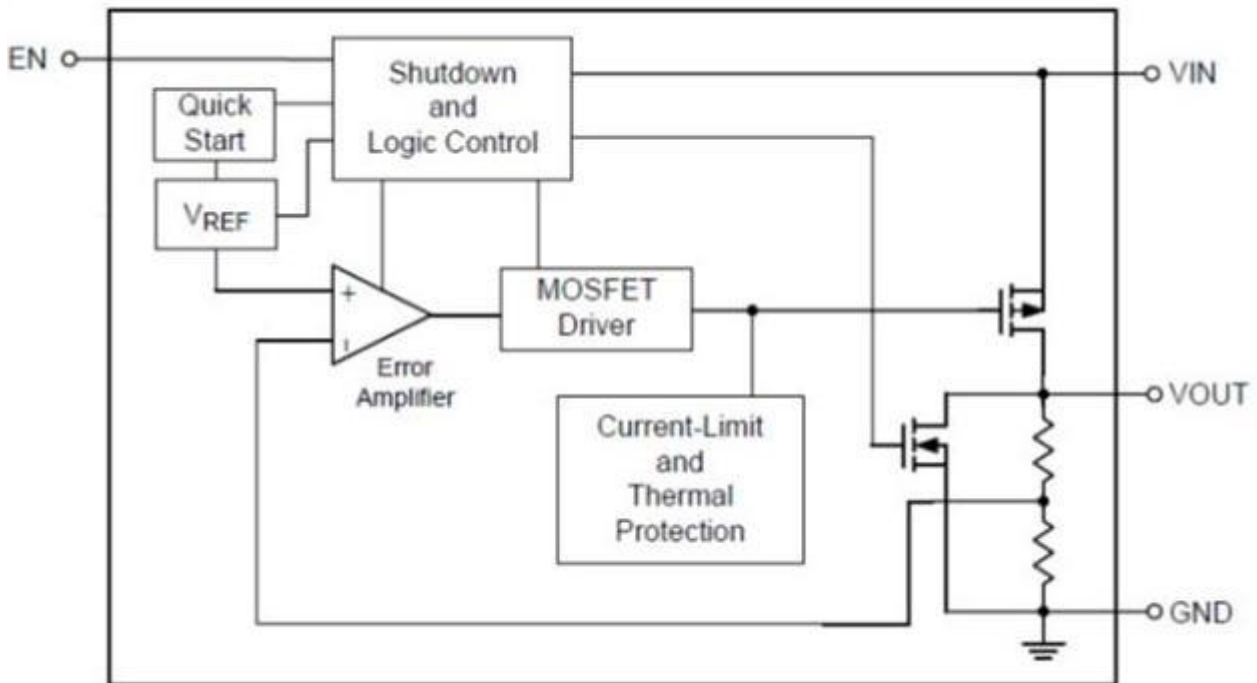 EN
Shutdown
and
Logic Control
VIN
Quick
Start
VREF
+
-
MOSFET
Driver
Error
Amplifier
VOUT
Current-Limit
and
Thermal
Protection
GND